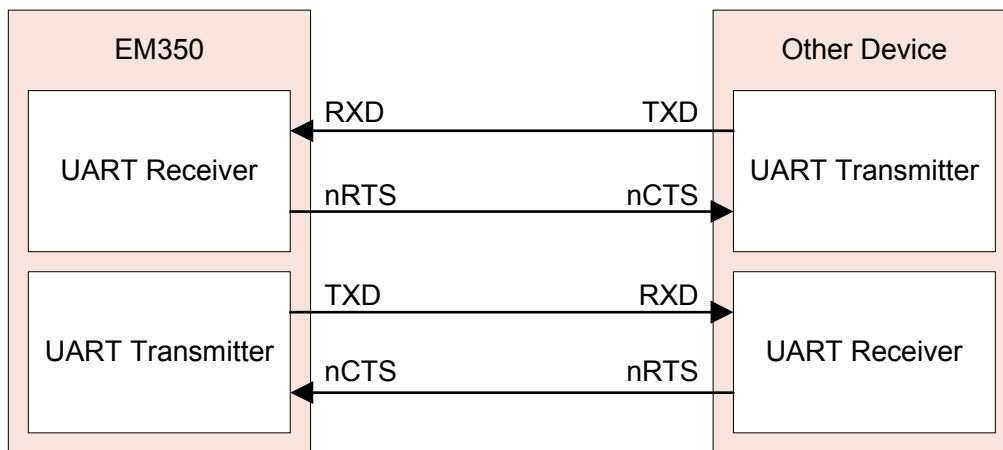 EM350
Other Device
RXD
TXD
UART Receiver
UART Transmitter
nRTS
nCTS
TXD
RXD
UART Transmitter
UART Receiver
nCTS
nRTS